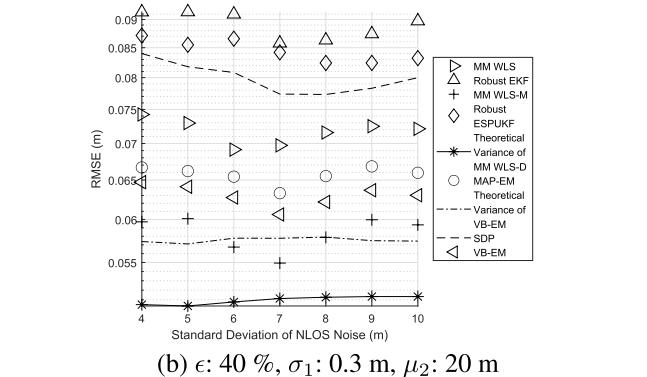 0.09
0.085
0.08
0.075
0.07
0.065
0.06
0.055
RMSE (m)
4 5 6 7 8 9 10
Standard Deviation of NLOS Noise (m)
MM WLS
Robust EKF
MM WLS-M
Robust
ESPUKF
Theoretical
Variance of
MM WLS-D
MAP-EM
Theoretical
Variance of
VB-EM
SDP
VB-EM
(b) ϵ: 40 %, σ₁: 0.3 m, μ₂: 20 m